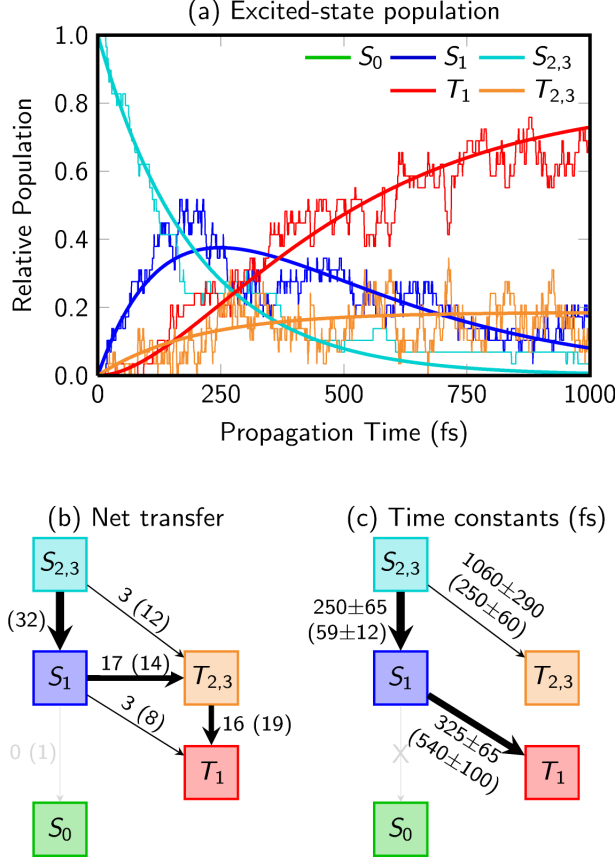 (a) Excited-state population
1.0
0.8
0.6
0.4
0.2
0.0
Relative Population
S0 S1 S2,3
T1 T2,3
0 250 500 750 1000
Propagation Time (fs)
(b) Net transfer
S2,3
(32)
3 (12)
S1
17 (14)
T2,3
3 (8)
16 (19)
0 (1)
T1
S0
(c) Time constants (fs)
S2,3
250±65
(59±12)
1060±290
(250±60)
S1
T2,3
325±65
(540±100)
X
T1
S0